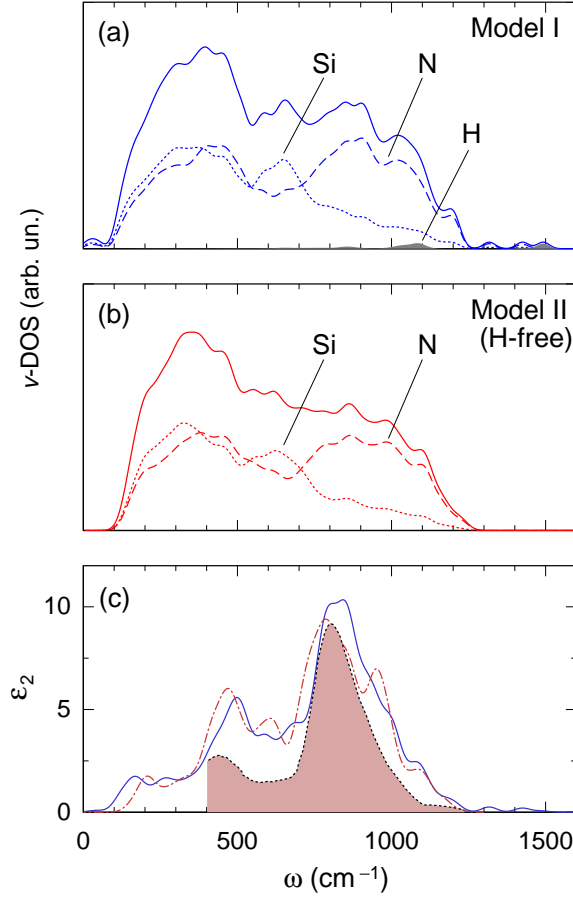 (a)
Model I
Si
N
H
v-DOS (arb. un.)
(b)
Model II
(H-free)
Si
N
(c)
10
5
0
ε₂
0
500
1000
1500
ω (cm⁻¹)